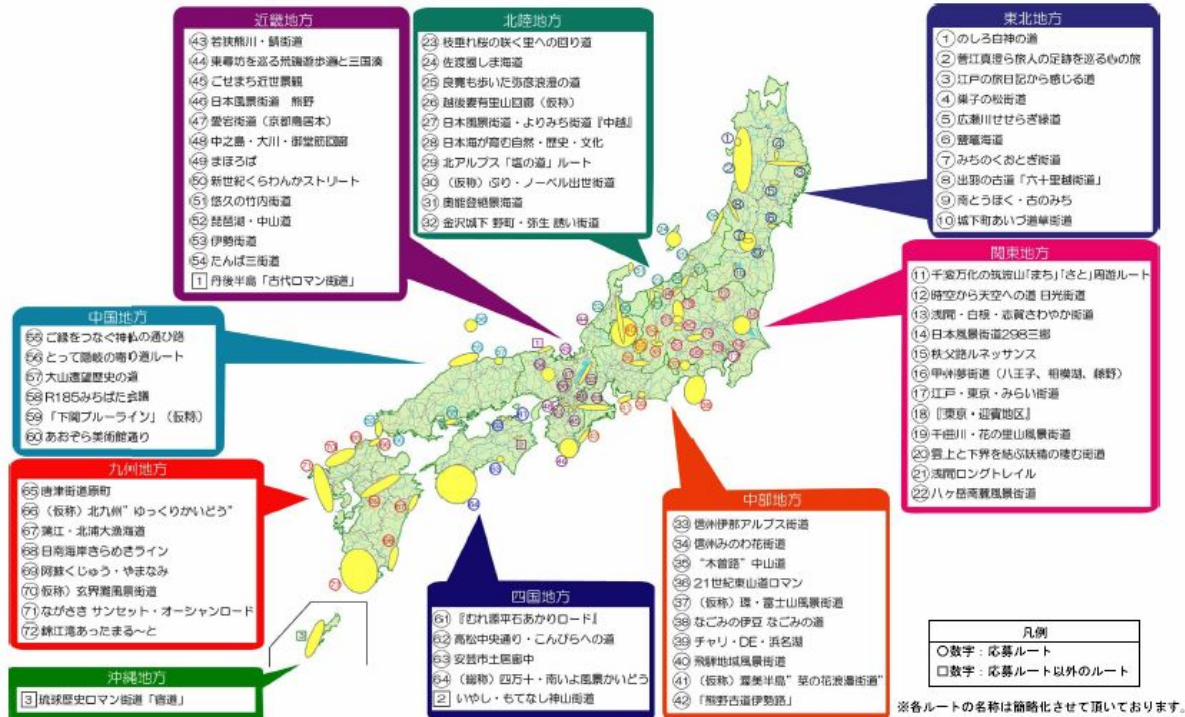 近畿地方
㊸ 若狭熊川・鯖街道
㊹ 東尋坊を巡る荒磯遊歩道と三国湊
㊺ ごせまち近世景観
㊻ 日本風景街道 熊野
㊼ 愛宕街道（京都鳥居本）
㊽ 中之島・大川・御堂筋回廊
㊾ まほろば
㊿ 新世紀くらわんかストリート
51 悠久の竹内街道
52 琵琶湖・中山道
53 伊勢街道
54 たんば三街道
1 丹後半島「古代ロマン街道」
北陸地方
㉓ 枝垂れ桜の咲く里への回り道
㉔ 佐渡國しま海道
㉕ 良寛も歩いた弥彦浪漫の道
㉖ 越後妻有里山回廊（仮称）
㉗ 日本風景街道・よりみち街道『中越』
㉘ 日本海が育む自然・歴史・文化
㉙ 北アルプス「塩の道」ルート
㉚ （仮称）ぶり・ノーベル出世街道
㉛ 奥能登絶景海道
㉜ 金沢城下 野町・弥生 誘い街道
東北地方
① のしろ白神の道
② 菅江真澄ら旅人の足跡を巡る心の旅
③ 江戸の旅日記から感じる道
④ 巣子の松街道
⑤ 広瀬川せせらぎ緑道
⑥ 鹽竈海道
⑦ みちのくおとぎ街道
⑧ 出羽の古道「六十里越街道」
⑨ 南とうほく・古のみち
⑩ 城下町あいづ道草街道
関東地方
⑪ 千変万化の筑波山「まち」「さと」周遊ルート
⑫ 時空から天空への道 日光街道
⑬ 浅間・白根・志賀さわやか街道
⑭ 日本風景街道298三郷
⑮ 秩父路ルネッサンス
⑯ 甲州夢街道（八王子、相模湖、藤野）
⑰ 江戸・東京・みらい街道
⑱ 『東京・迎賓地区』
⑲ 千曲川・花の里山風景街道
⑳ 雲上と下界を結ぶ妖精の棲む街道
㉑ 浅間ロングトレイル
㉒ 八ヶ岳南麓風景街道
中国地方
55 ご縁をつなぐ神仏の通ひ路
56 とって隠岐の寄り道ルート
57 大山遠望歴史の道
58 R185みちばた会議
59 「下関ブルーライン」（仮称）
60 あおぞら美術館通り
九州地方
65 唐津街道原町
66 （仮称）北九州"ゆっくりかいどう"
67 蒲江・北浦大漁海道
68 日南海岸きらめきライン
69 阿蘇くじゅう・やまなみ
70 仮称）玄界灘風景街道
71 ながさき サンセット・オーシャンロード
72 錦江湾あったまる〜と
沖縄地方
3 琉球歴史ロマン街道「宿道」
四国地方
61 『むれ源平石あかりロード』
62 高松中央通り・こんぴらへの道
63 安芸市土居廓中
64 （総称）四万十・南いよ風景かいどう
2 いやし・もてなし神山街道
中部地方
㉝ 信州伊那アルプス街道
㉞ 信州みのわ花街道
㉟ "木曽路"中山道
㊱ 21世紀東山道ロマン
㊲ （仮称）環・富士山風景街道
㊳ なごみの伊豆 なごみの道
㊴ チャリ・DE・浜名湖
㊵ 飛騨地域風景街道
㊶ （仮称）渥美半島"菜の花浪漫街道"
㊷ 「熊野古道伊勢路」
凡例
〇数字：応募ルート
□数字：応募ルート以外のルート
※各ルートの名称は簡略化させて頂いております。